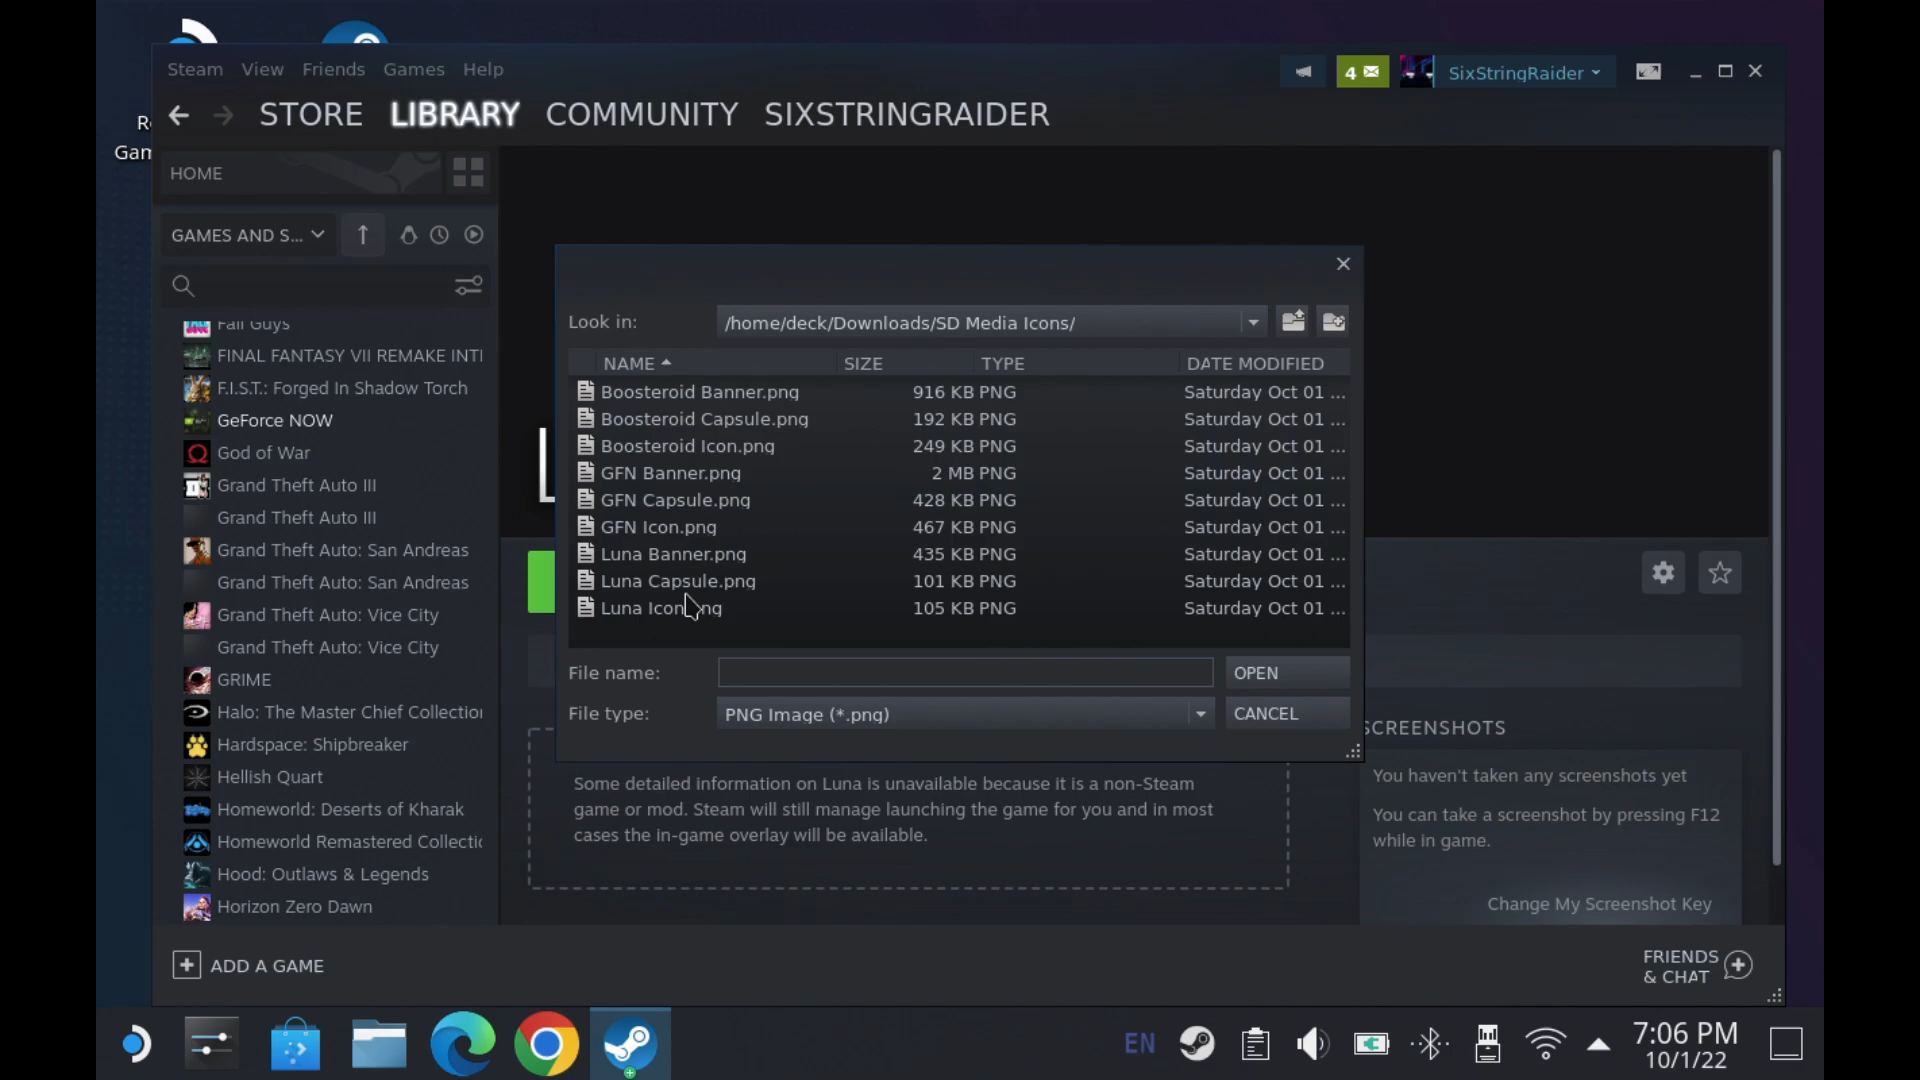 Steam View Friends Games Help
4
SixStringRaider
STORE LIBRARY COMMUNITY SIXSTRINGRAIDER
Gam
HOME
GAMES AND S...
Fall Guys
FINAL FANTASY VII REMAKE INTI
F.I.S.T.: Forged In Shadow Torch
GeForce NOW
God of War
Grand Theft Auto III
Grand Theft Auto III
Grand Theft Auto: San Andreas
Grand Theft Auto: San Andreas
Grand Theft Auto: Vice City
Grand Theft Auto: Vice City
GRIME
Halo: The Master Chief Collection
Hardspace: Shipbreaker
Hellish Quart
Homeworld: Deserts of Kharak
Homeworld Remastered Collectio
Hood: Outlaws & Legends
Horizon Zero Dawn
Look in: /home/deck/Downloads/SD Media Icons/
NAME SIZE TYPE DATE MODIFIED
Boosteroid Banner.png 916 KB PNG Saturday Oct 01 ...
Boosteroid Capsule.png 192 KB PNG Saturday Oct 01 ...
Boosteroid Icon.png 249 KB PNG Saturday Oct 01 ...
GFN Banner.png 2 MB PNG Saturday Oct 01 ...
GFN Capsule.png 428 KB PNG Saturday Oct 01 ...
GFN Icon.png 467 KB PNG Saturday Oct 01 ...
Luna Banner.png 435 KB PNG Saturday Oct 01 ...
Luna Capsule.png 101 KB PNG Saturday Oct 01 ...
Luna Icon.png 105 KB PNG Saturday Oct 01 ...
File name: OPEN
File type: PNG Image (*.png) CANCEL
Some detailed information on Luna is unavailable because it is a non-Steam
game or mod. Steam will still manage launching the game for you and in most
cases the in-game overlay will be available.
SCREENSHOTS
You haven't taken any screenshots yet
You can take a screenshot by pressing F12
while in game.
Change My Screenshot Key
ADD A GAME
FRIENDS
& CHAT
EN
7:06 PM
10/1/22